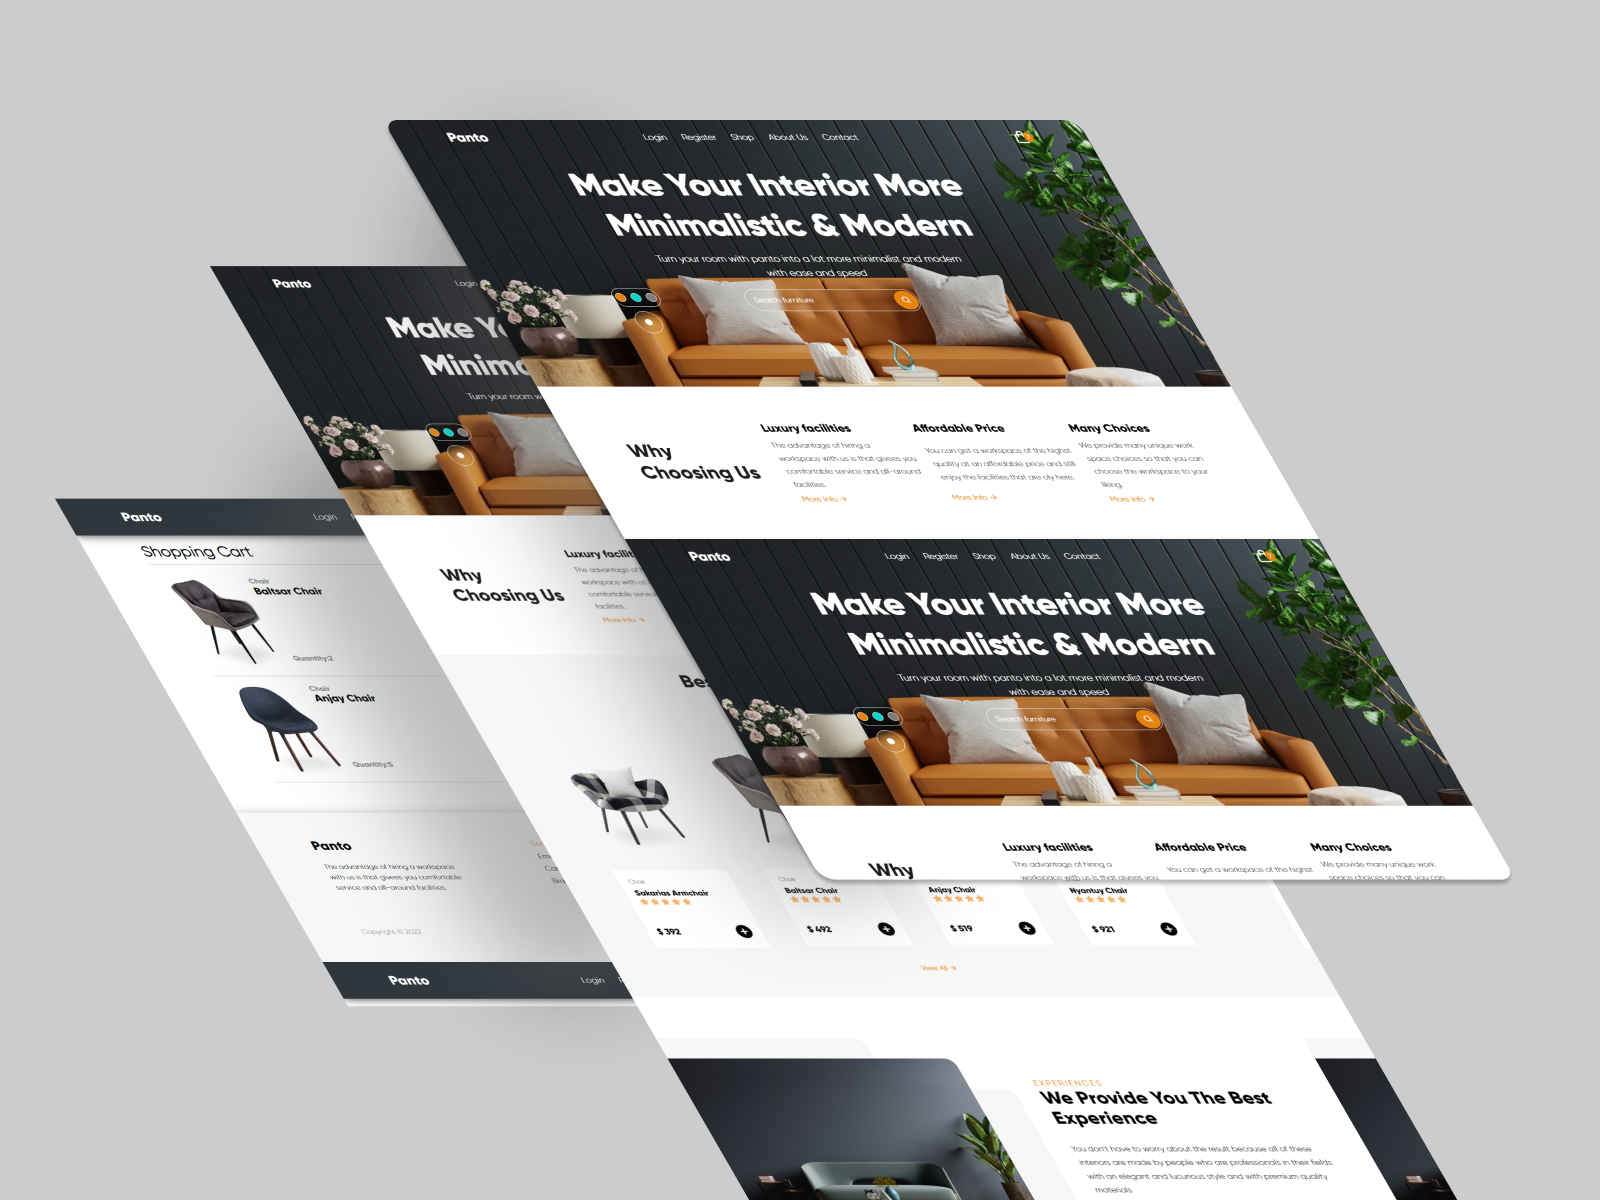 Panto
Login Register Shop About Us Contact
Make Your Interior More
Minimalistic & Modern
Turn your room with panto into a lot more minimalist and modern
with ease and speed
Search furniture
Why
Choosing Us
Luxury facilities
The advantage of hiring a
workspace with us is that givees you
comfortable service and all-around
facilities.
More Info →
Affordable Price
You can get a workspace of the highst
quality at an affordable price and still
enjoy the facilities that are oly here.
More Info →
Many Choices
We provide many unique work
space choices so that you can
choose the workspace to your
liking.
More Info →
Panto
Login Register Shop About Us Contact
Make Your Interior More
Minimalistic & Modern
Turn your room with panto into a lot more minimalist and modern
with ease and speed
Search furniture
Why
Luxury facilities
The advantage of hiring a
workspace with us is that givees you
Affordable Price
You can get a workspace of the highst
Many Choices
We provide many unique work
space choices so that you can
Panto
Login
Make Yo
Minima
Turn your room w
Why
Choosing Us
Luxury facilit
The advantage of h
workspace with us
comfortable servic
facilities.
More Info →
Bes
Chair
Sakarias Armchair
$ 392
Chair
Baltsar Chair
$ 492
Anjay Chair
$ 519
Nyantuy Chair
$ 921
View All →
EXPERIENCES
We Provide You The Best
Experience
You don't have to worry about the result because all of these
interiors are made by people who are professionals in their fields
with an elegant and lucurious style and with premium quality
materials
Panto
Login
Shopping Cart
Chair
Baltsar Chair
Quantity:2
Chair
Anjay Chair
Quantity:5
Panto
The advantage of hiring a workspace
with us is that givees you comfortable
service and all-around facilities.
Ser
Em
Ca
Bra
Copyright © 2022
Panto
Login